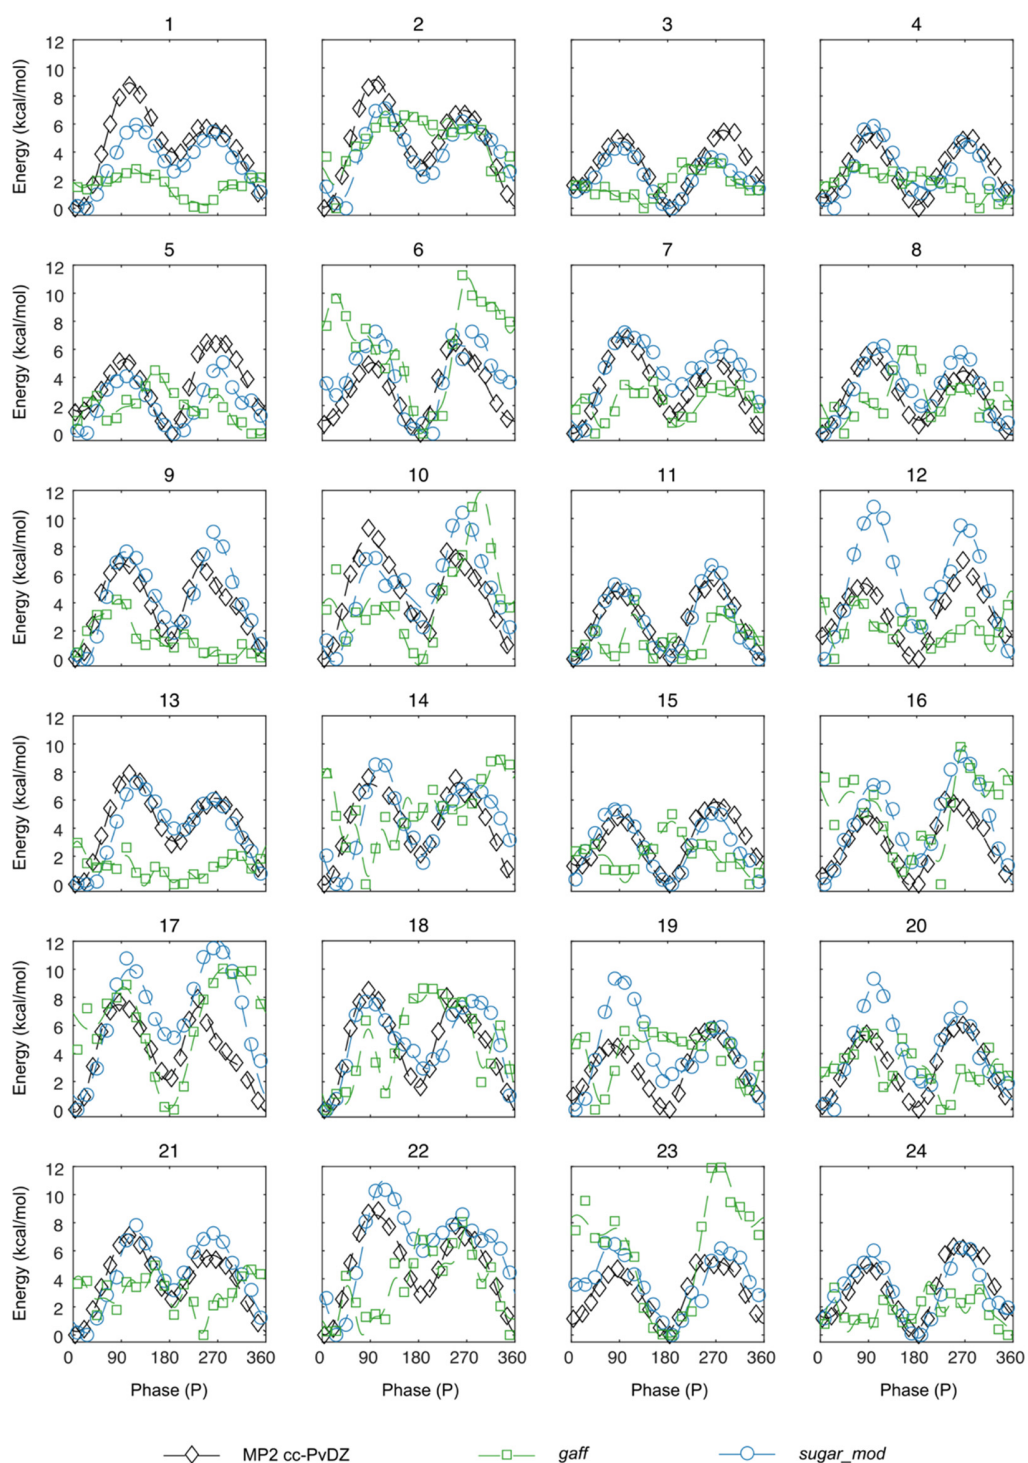 1 2 3 4
12
10
8
6
4
2
0
Energy (kcal/mol)
5 6 7 8
12
10
8
6
4
2
0
Energy (kcal/mol)
9 10 11 12
12
10
8
6
4
2
0
Energy (kcal/mol)
13 14 15 16
12
10
8
6
4
2
0
Energy (kcal/mol)
17 18 19 20
12
10
8
6
4
2
0
Energy (kcal/mol)
21 22 23 24
12
10
8
6
4
2
0
Energy (kcal/mol)
0 90 180 270 360 0 90 180 270 360 0 90 180 270 360 0 90 180 270 360
Phase (P) Phase (P) Phase (P) Phase (P)
MP2 cc-PvDZ gaff sugar_mod